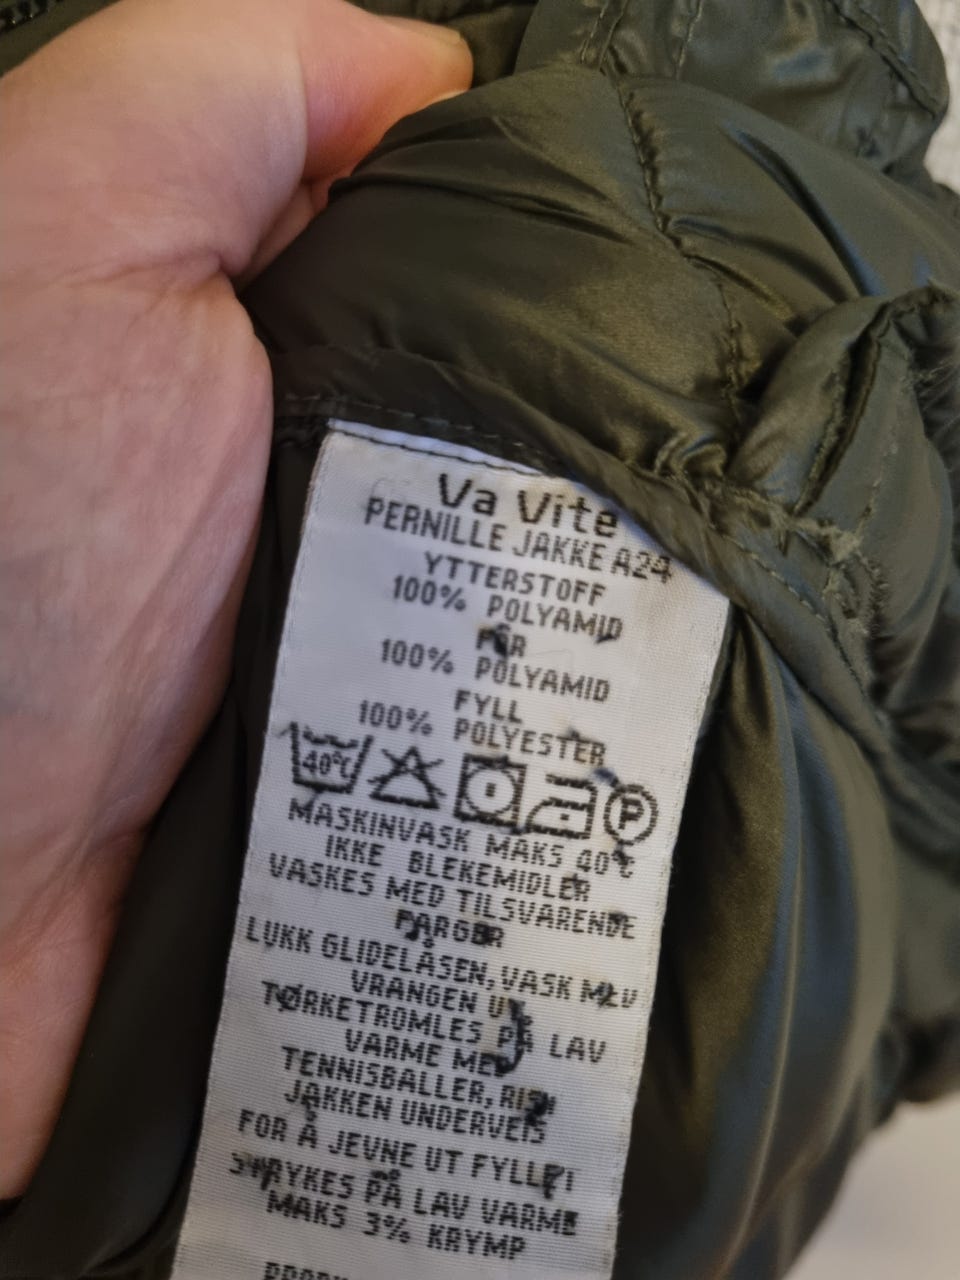 Va Vite
PERNILLE JAKKE A24
YTTERSTOFF
100% POLYAMID
FÔR
100% POLYAMID
FYLL
100% POLYESTER
40°C P
MASKINVASK MAKS 40°C
IKKE BLEKEMIDLER
VASKES MED TILSVARENDE
FARGER
LUKK GLIDELÅSEN, VASK MED
VRANGEN UT
TØRKETROMLES PÅ LAV
VARME MED
TENNISBALLER, RISN
JAKKEN UNDERVEIS
FOR Å JEVNE UT FYLLET
STRYKES PÅ LAV VARME
MAKS 3% KRYMP